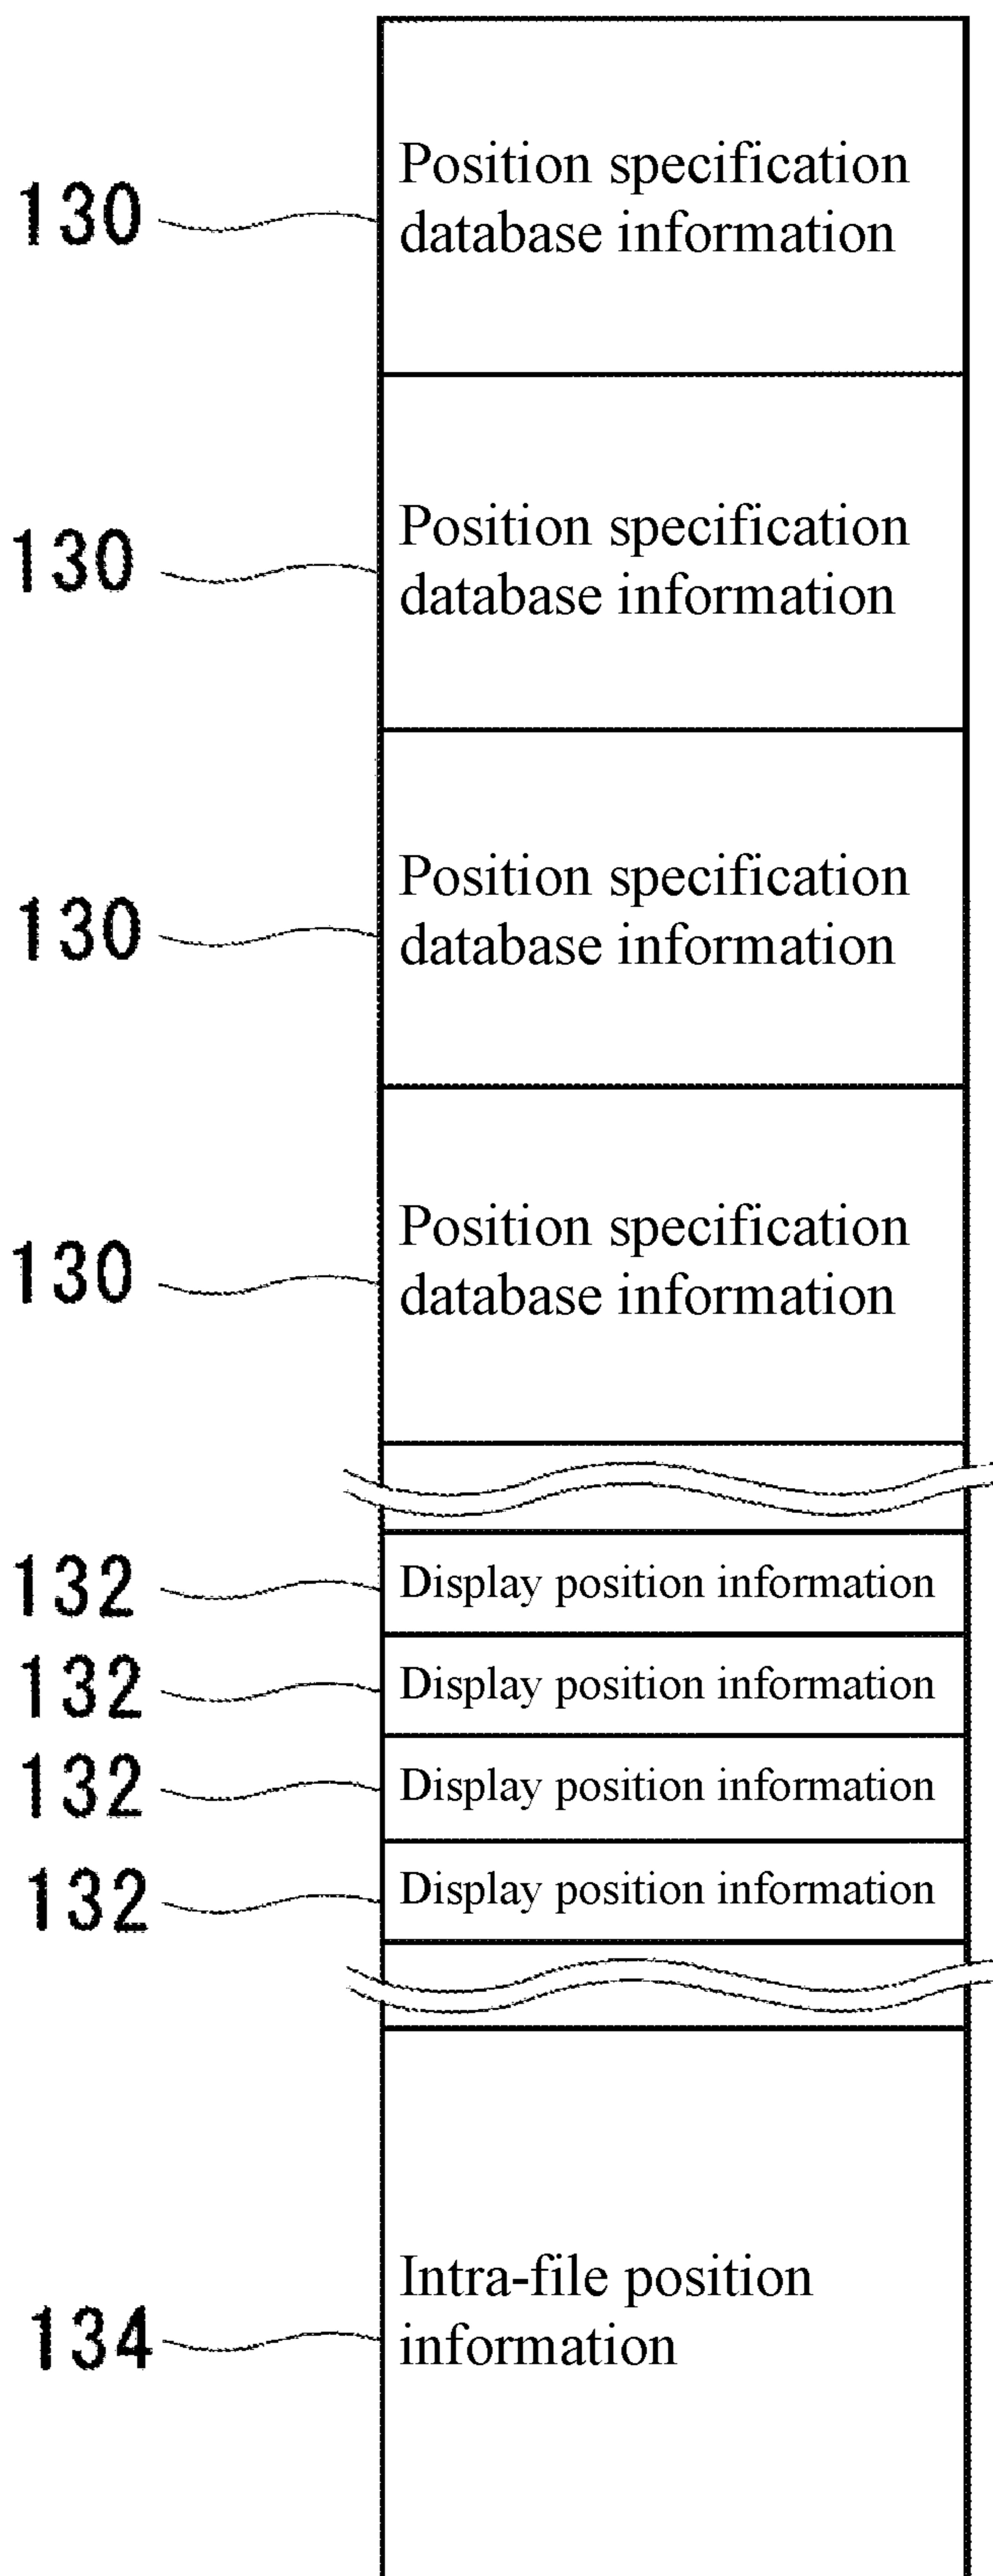 130
Position specification
database information
130
Position specification
database information
130
Position specification
database information
130
Position specification
database information
132
Display position information
132
Display position information
132
Display position information
132
Display position information
134
Intra-file position
information